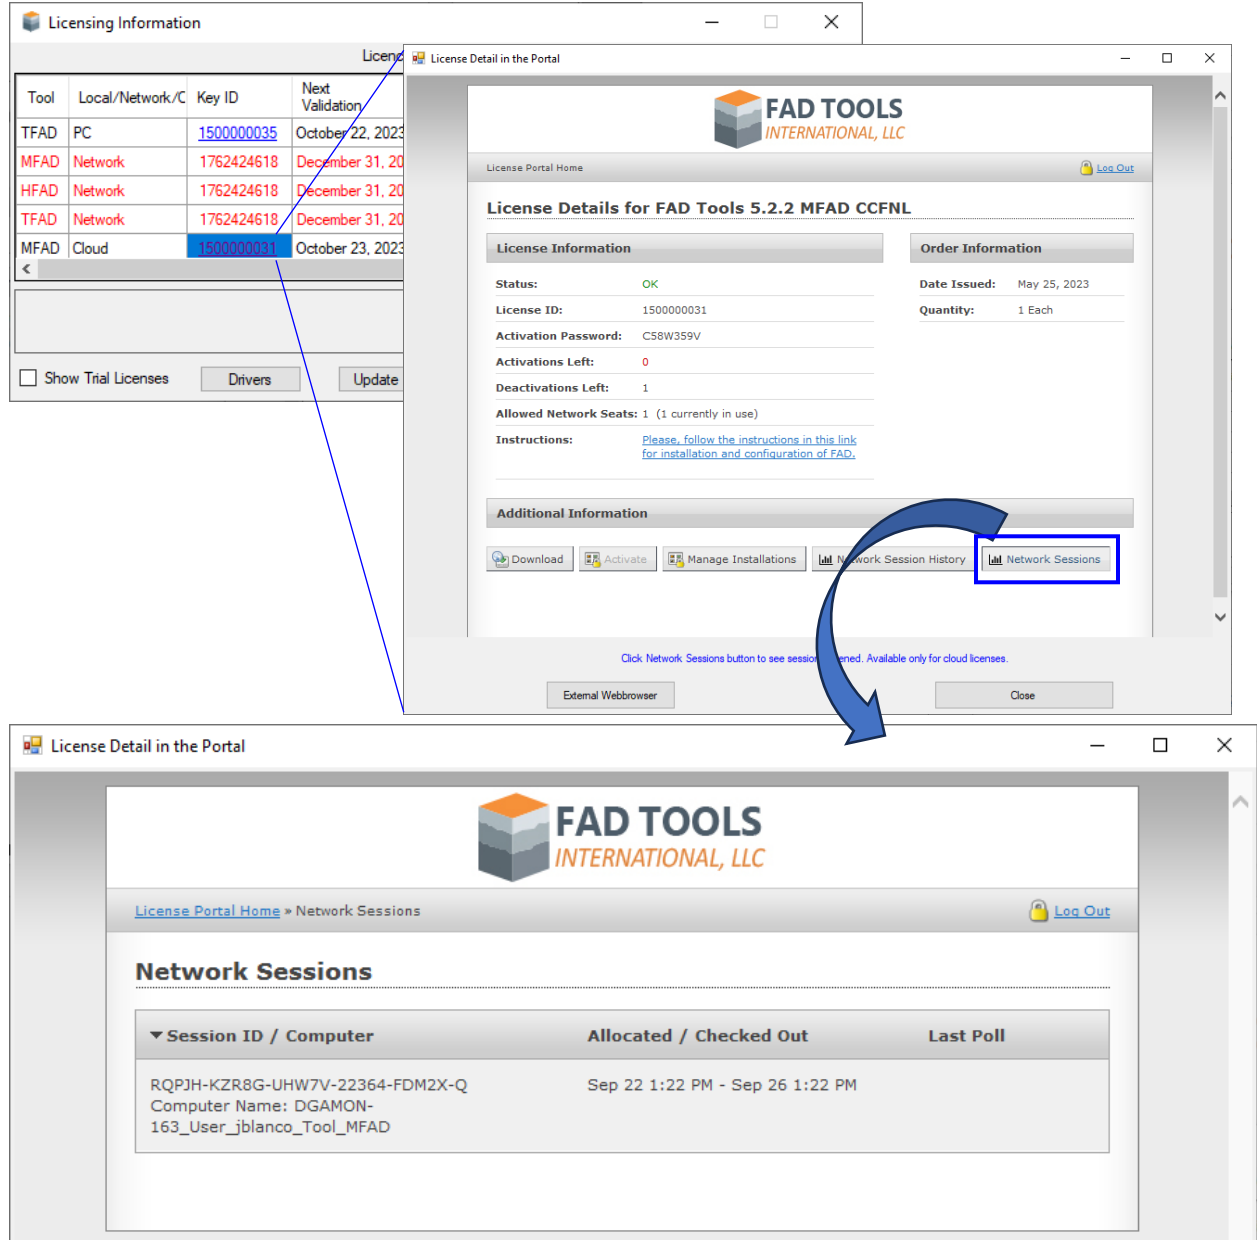 Licensing Information
Licen
Tool Local/Network/C Key ID Next Validation
TFAD PC 1500000035 October 22, 2023
MFAD Network 1762424618 December 31, 20
HFAD Network 1762424618 December 31, 20
TFAD Network 1762424618 December 31, 20
MFAD Cloud 1500000031 October 23, 2023
Show Trial Licenses Drivers Update
License Detail in the Portal
FAD TOOLS
INTERNATIONAL, LLC
License Portal Home Log Out
License Details for FAD Tools 5.2.2 MFAD CCFNL
License Information
Status: OK
License ID: 1500000031
Activation Password: C58W359V
Activations Left: 0
Deactivations Left: 1
Allowed Network Seats: 1 (1 currently in use)
Instructions: Please, follow the instructions in this link
for installation and configuration of FAD.
Order Information
Date Issued: May 25, 2023
Quantity: 1 Each
Additional Information
Download Activate Manage Installations Network Session History Network Sessions
Click Network Sessions button to see session ened. Available only for cloud licenses.
External Webbrowser Close
License Detail in the Portal
FAD TOOLS
INTERNATIONAL, LLC
License Portal Home » Network Sessions Log Out
Network Sessions
Session ID / Computer Allocated / Checked Out Last Poll
RQPJH-KZR8G-UHW7V-22364-FDM2X-Q Sep 22 1:22 PM - Sep 26 1:22 PM
Computer Name: DGAMON-
163_User_jblanco_Tool_MFAD